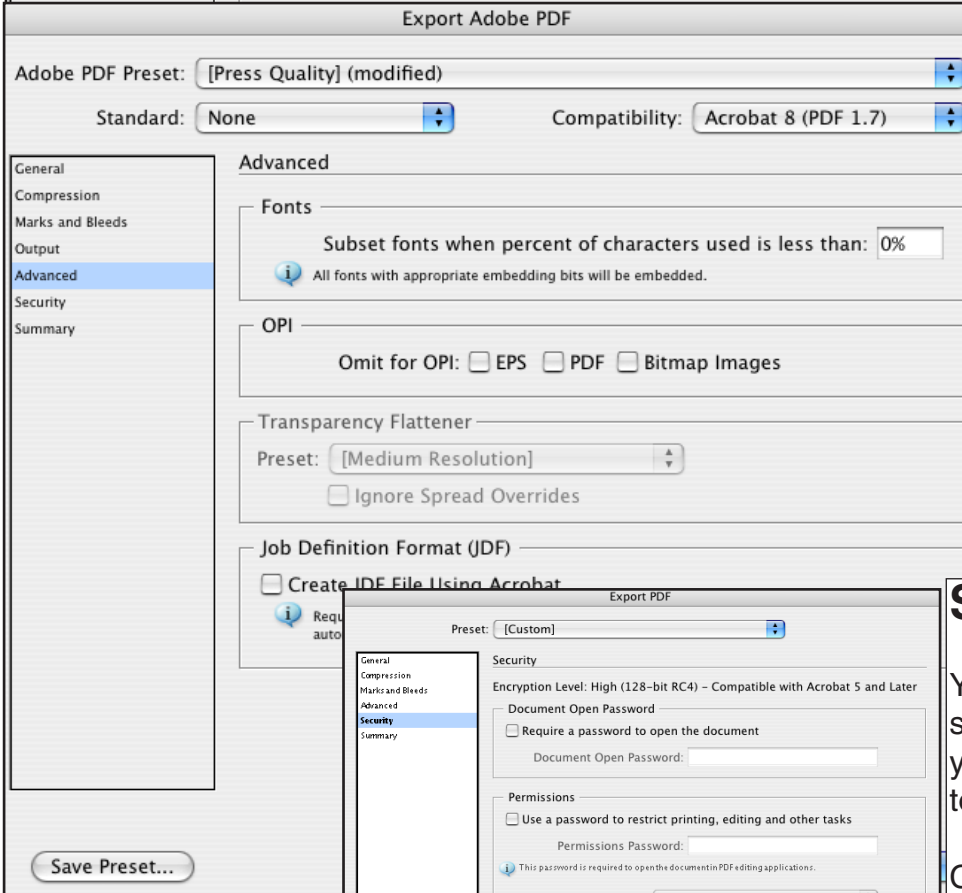 Export Adobe PDF
Adobe PDF Preset: [Press Quality] (modified)
Standard: None Compatibility: Acrobat 8 (PDF 1.7)
General
Compression
Marks and Bleeds
Output
Advanced
Security
Summary
Advanced
Fonts
Subset fonts when percent of characters used is less than: 0%
i All fonts with appropriate embedding bits will be embedded.
OPI
Omit for OPI: EPS PDF Bitmap Images
Transparency Flattener
Preset: [Medium Resolution]
Ignore Spread Overrides
Job Definition Format (JDF)
Create JDF File Using Acrobat
i
Save Preset...
Export PDF
Preset: [Custom]
General
Compression
Marks and Bleeds
Advanced
Security
Summary
Security
Encryption Level: High (128-bit RC4) - Compatible with Acrobat 5 and Later
Document Open Password
Require a password to open the document
Document Open Password:
Permissions
Use a password to restrict printing, editing and other tasks
Permissions Password:
i This password is required to open the document in PDF editing applications.